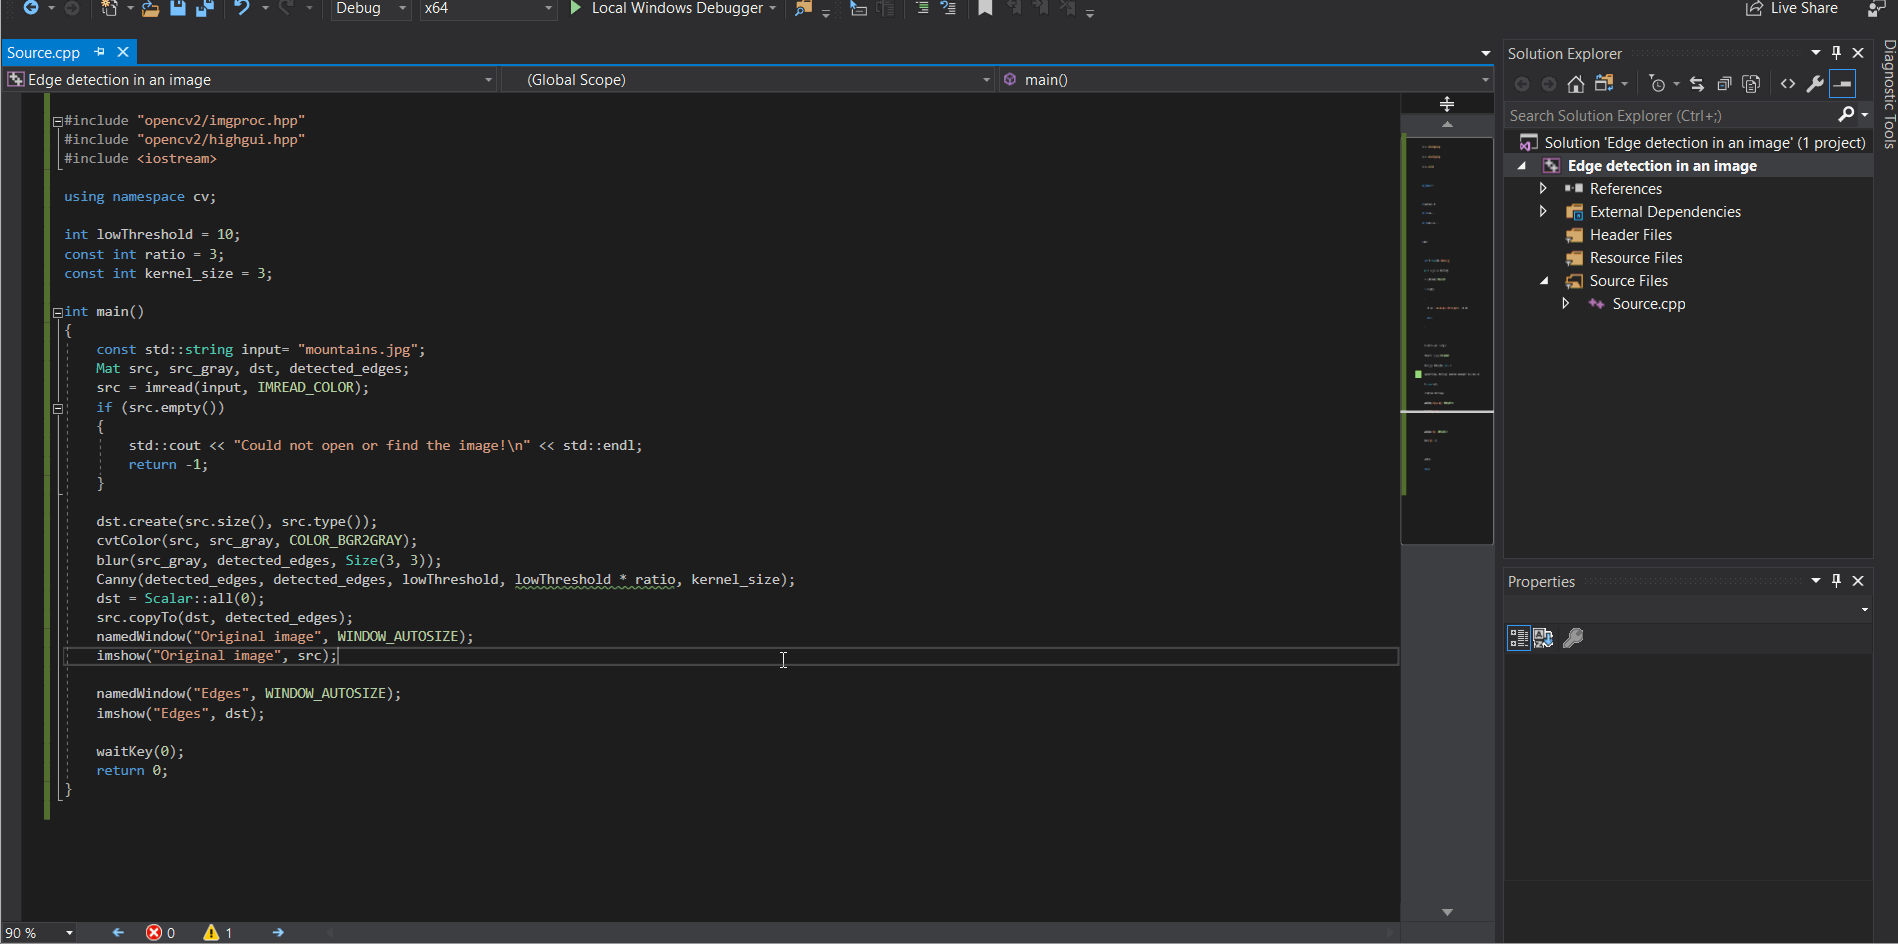 Debug
x64
Local Windows Debugger
Live Share
Source.cpp
Edge detection in an image
(Global Scope)
main()
#include "opencv2/imgproc.hpp"
#include "opencv2/highgui.hpp"
#include <iostream>
using namespace cv;
int lowThreshold = 10;
const int ratio = 3;
const int kernel_size = 3;
int main()
{
const std::string input= "mountains.jpg";
Mat src, src_gray, dst, detected_edges;
src = imread(input, IMREAD_COLOR);
if (src.empty())
{
std::cout << "Could not open or find the image!\n" << std::endl;
return -1;
}
dst.create(src.size(), src.type());
cvtColor(src, src_gray, COLOR_BGR2GRAY);
blur(src_gray, detected_edges, Size(3, 3));
Canny(detected_edges, detected_edges, lowThreshold, lowThreshold * ratio, kernel_size);
dst = Scalar::all(0);
src.copyTo(dst, detected_edges);
namedWindow("Original image", WINDOW_AUTOSIZE);
imshow("Original image", src);
namedWindow("Edges", WINDOW_AUTOSIZE);
imshow("Edges", dst);
waitKey(0);
return 0;
}
90 %
0
1
Solution Explorer
Search Solution Explorer (Ctrl+;)
Solution 'Edge detection in an image' (1 project)
Edge detection in an image
References
External Dependencies
Header Files
Resource Files
Source Files
Source.cpp
Properties
Diagnostic Tools